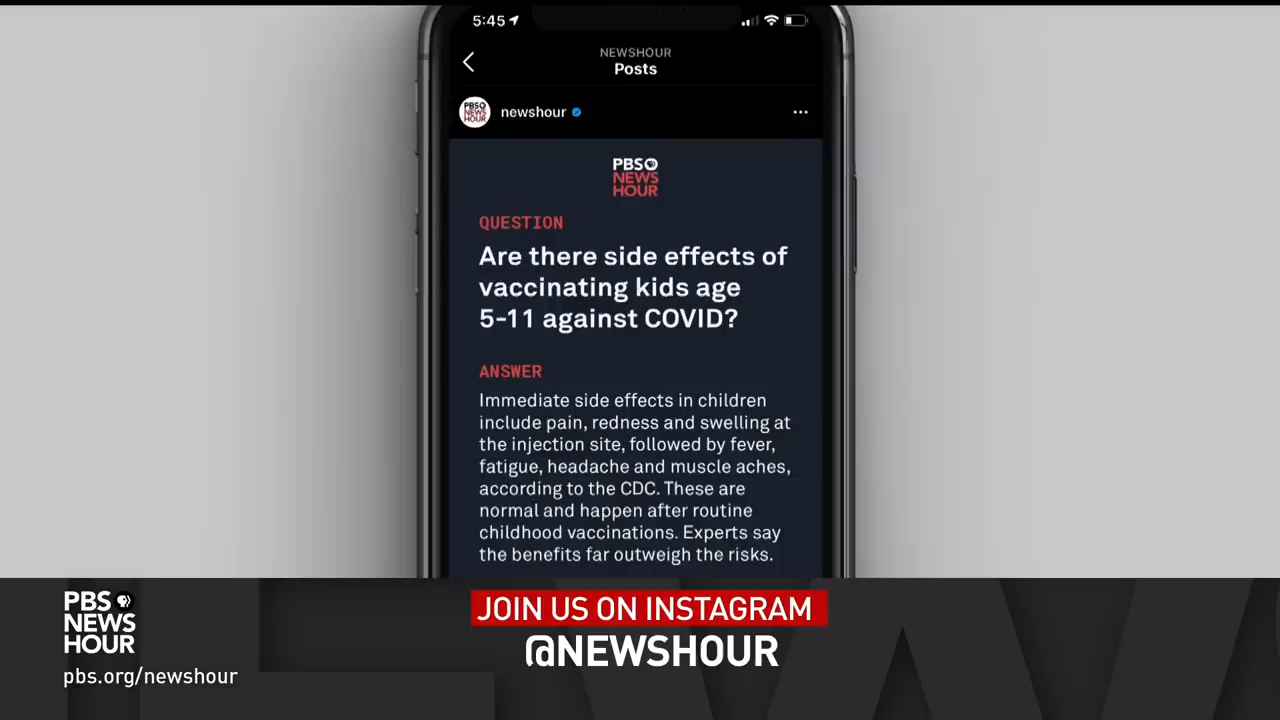 5:45
NEWSHOUR
Posts
PBS NEWS HOUR
newshour
PBS
NEWS
HOUR
QUESTION
Are there side effects of
vaccinating kids age
5-11 against COVID?
ANSWER
Immediate side effects in children
include pain, redness and swelling at
the injection site, followed by fever,
fatigue, headache and muscle aches,
according to the CDC. These are
normal and happen after routine
childhood vaccinations. Experts say
the benefits far outweigh the risks.
PBS
NEWS
HOUR
pbs.org/newshour
JOIN US ON INSTAGRAM
@NEWSHOUR